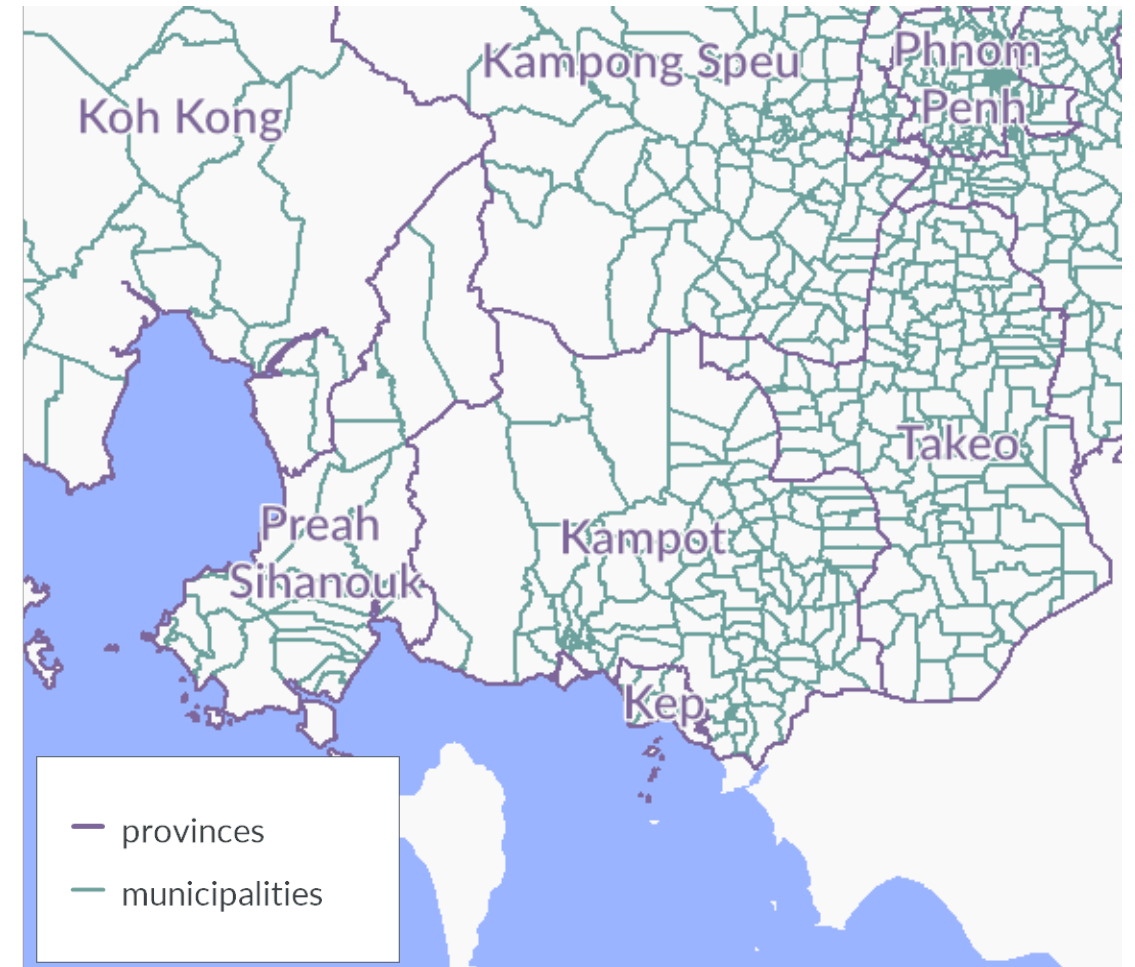 Kampong Speu
Phnom
Penh
Koh Kong
Takeo
Preah
Sihanouk
Kampot
Kep
provinces
municipalities